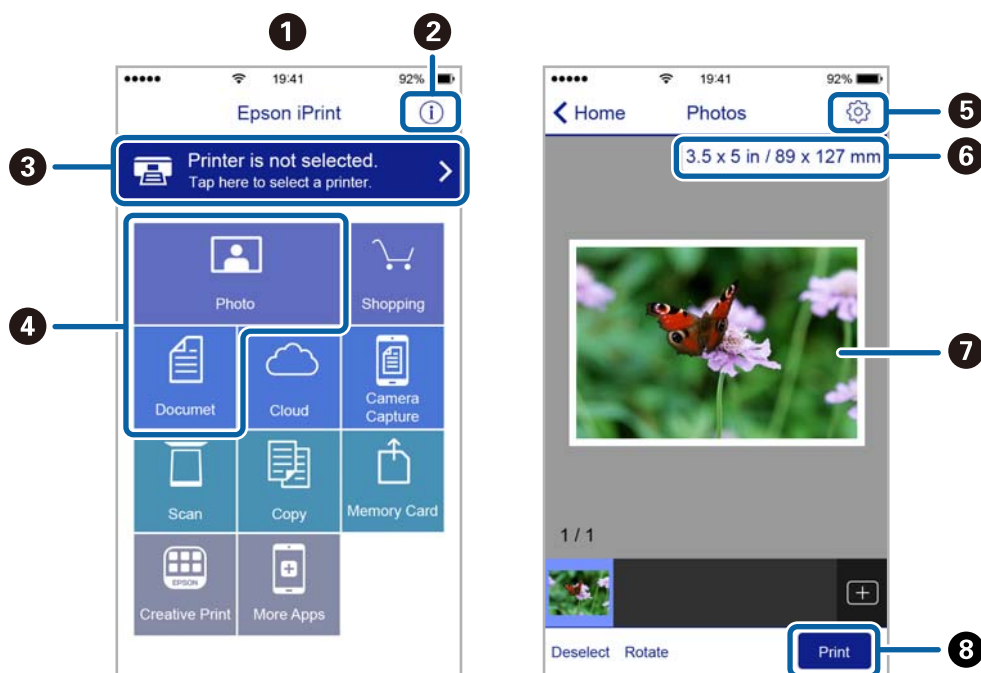 1 2
19:41 92%
Epson iPrint
3 Printer is not selected.
Tap here to select a printer.
4
Photo Shopping
Documet Cloud Camera
Capture
Scan Copy Memory Card
EPSON
Creative Print More Apps
19:41 92%
Home Photos 5
3.5 x 5 in / 89 x 127 mm 6
7
1 / 1
Deselect Rotate Print 8